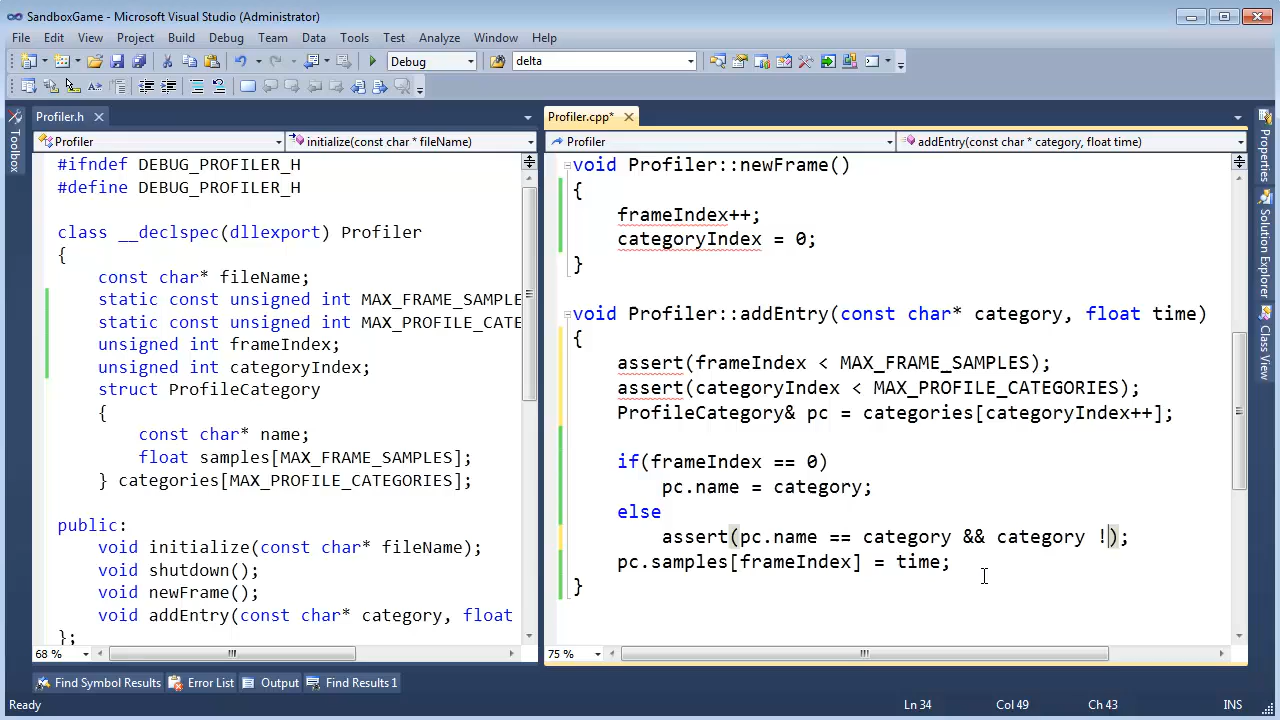 SandboxGame - Microsoft Visual Studio (Administrator)
File Edit View Project Build Debug Team Data Tools Test Analyze Window Help
Debug delta
Profiler.h
Profiler initialize(const char * fileName)
#ifndef DEBUG_PROFILER_H
#define DEBUG_PROFILER_H
class __declspec(dllexport) Profiler
{
const char* fileName;
static const unsigned int MAX_FRAME_SAMPLE
static const unsigned int MAX_PROFILE_CATE
unsigned int frameIndex;
unsigned int categoryIndex;
struct ProfileCategory
{
const char* name;
float samples[MAX_FRAME_SAMPLES];
} categories[MAX_PROFILE_CATEGORIES];
public:
void initialize(const char* fileName);
void shutdown();
void newFrame();
void addEntry(const char* category, float
};
68 %
Profiler.cpp*
Profiler addEntry(const char * category, float time)
void Profiler::newFrame()
{
frameIndex++;
categoryIndex = 0;
}
void Profiler::addEntry(const char* category, float time)
{
assert(frameIndex < MAX_FRAME_SAMPLES);
assert(categoryIndex < MAX_PROFILE_CATEGORIES);
ProfileCategory& pc = categories[categoryIndex++];
if(frameIndex == 0)
pc.name = category;
else
assert(pc.name == category && category !);
pc.samples[frameIndex] = time;
}
75 %
Toolbox
Properties
Solution Explorer
Class View
Find Symbol Results Error List Output Find Results 1
Ready Ln 34 Col 49 Ch 43 INS